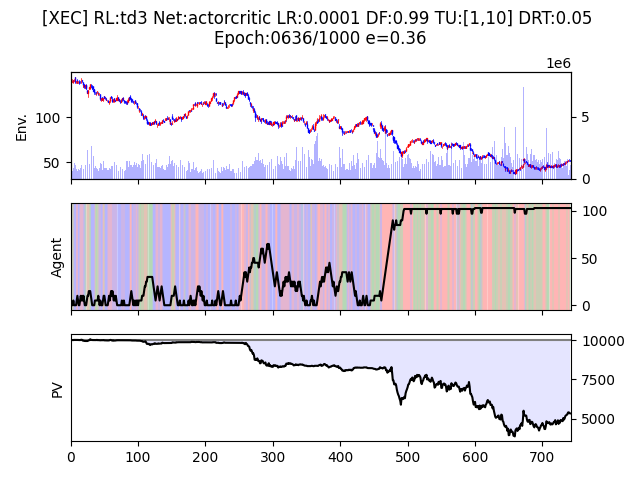 [XEC] RL:td3 Net:actorcritic LR:0.0001 DF:0.99 TU:[1,10] DRT:0.05
Epoch:0636/1000 e=0.36
1e6
Env.
100
50
5
0
Agent
100
50
0
PV
10000
7500
5000
0 100 200 300 400 500 600 700